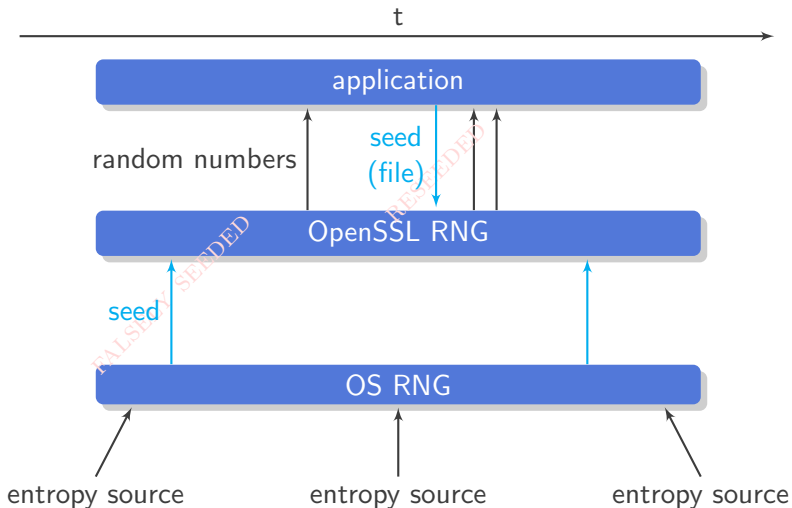 t
application
random numbers
seed
(file)
RESEEDED
OpenSSL RNG
FALSELY SEEDED
seed
OS RNG
entropy source
entropy source
entropy source